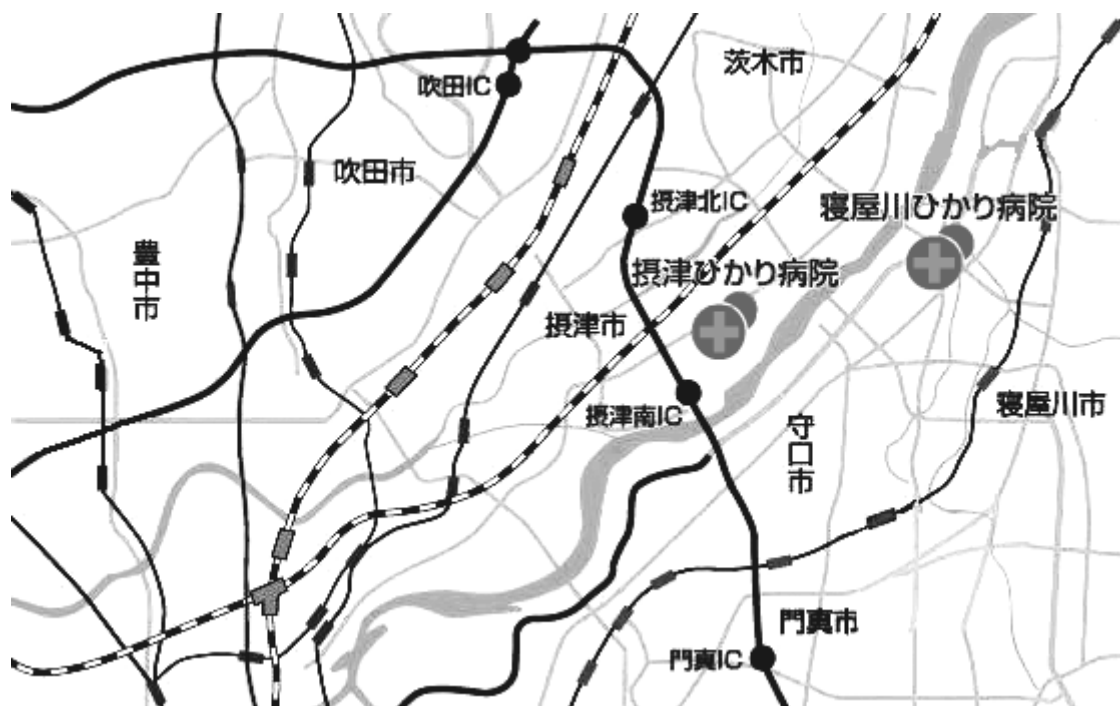 茨木市
吹田IC
吹田市
摂津北IC
寝屋川ひかり病院
豊中市
摂津ひかり病院
摂津市
摂津南IC
寝屋川市
守口市
門真市
門真IC